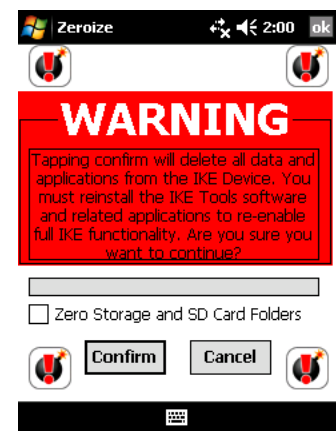 Zeroize 2:00 ok
WARNING
Tapping confirm will delete all data and
applications from the IKE Device. You
must reinstall the IKE Tools software
and related applications to re-enable
full IKE functionality. Are you sure you
want to continue?
Zero Storage and SD Card Folders
Confirm Cancel